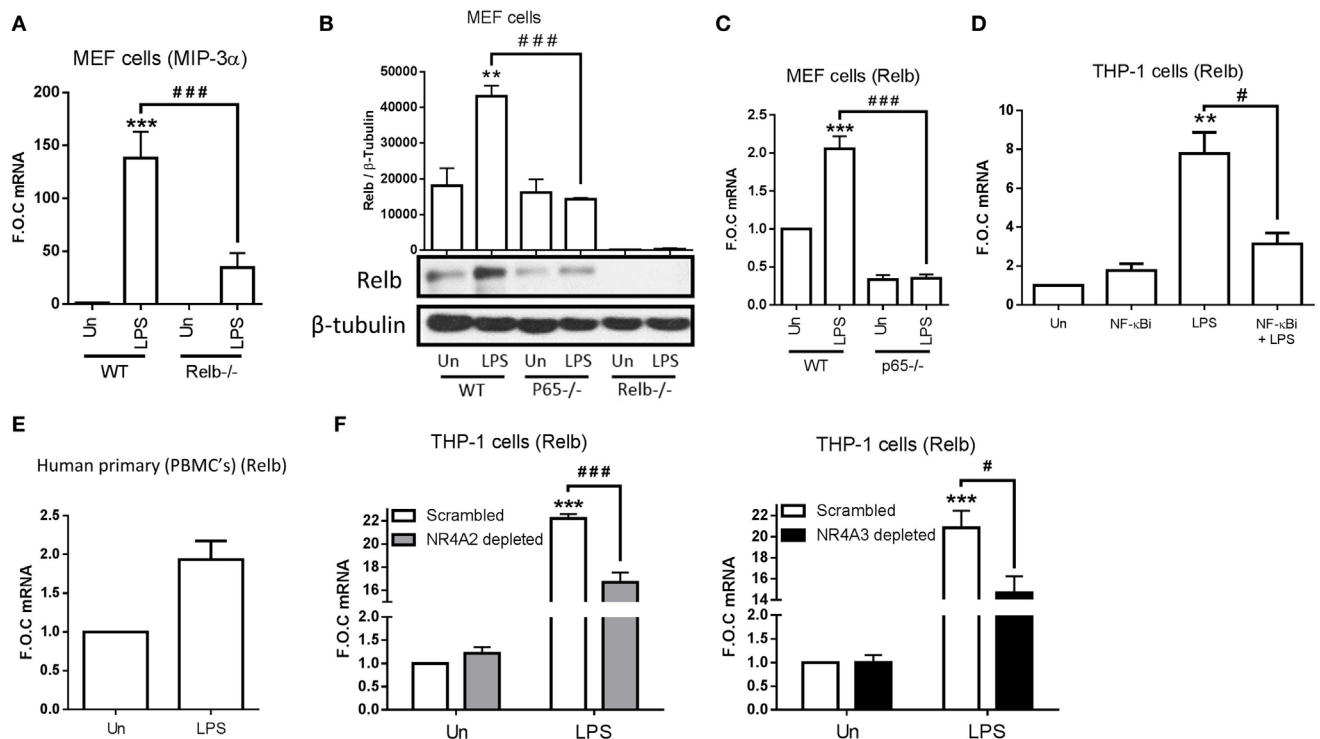 A
MEF cells (MIP-3α)
F.O.C mRNA
200
150
100
50
0
***
###
Un
LPS
Un
LPS
WT
Relb-/-
B
MEF cells
Relb / β-Tubulin
50000
40000
30000
20000
10000
0
**
###
Relb
β-tubulin
Un LPS Un LPS Un LPS
WT P65-/- Relb-/-
C
MEF cells (Relb)
F.O.C mRNA
2.5
2.0
1.5
1.0
0.5
0.0
***
###
Un
LPS
Un
LPS
WT
p65-/-
D
THP-1 cells (Relb)
F.O.C mRNA
10
8
6
4
2
0
**
#
Un
NF-κBi
LPS
NF-κBi
+ LPS
E
Human primary (PBMC's) (Relb)
F.O.C mRNA
2.5
2.0
1.5
1.0
0.5
0.0
Un
LPS
F
THP-1 cells (Relb)
F.O.C mRNA
22
20
18
16
14
2.0
1.5
1.0
0.5
0.0
Scrambled
NR4A2 depleted
***
###
Un
LPS
THP-1 cells (Relb)
F.O.C mRNA
22
20
18
16
14
2.0
1.5
1.0
0.5
0.0
Scrambled
NR4A3 depleted
***
#
Un
LPS